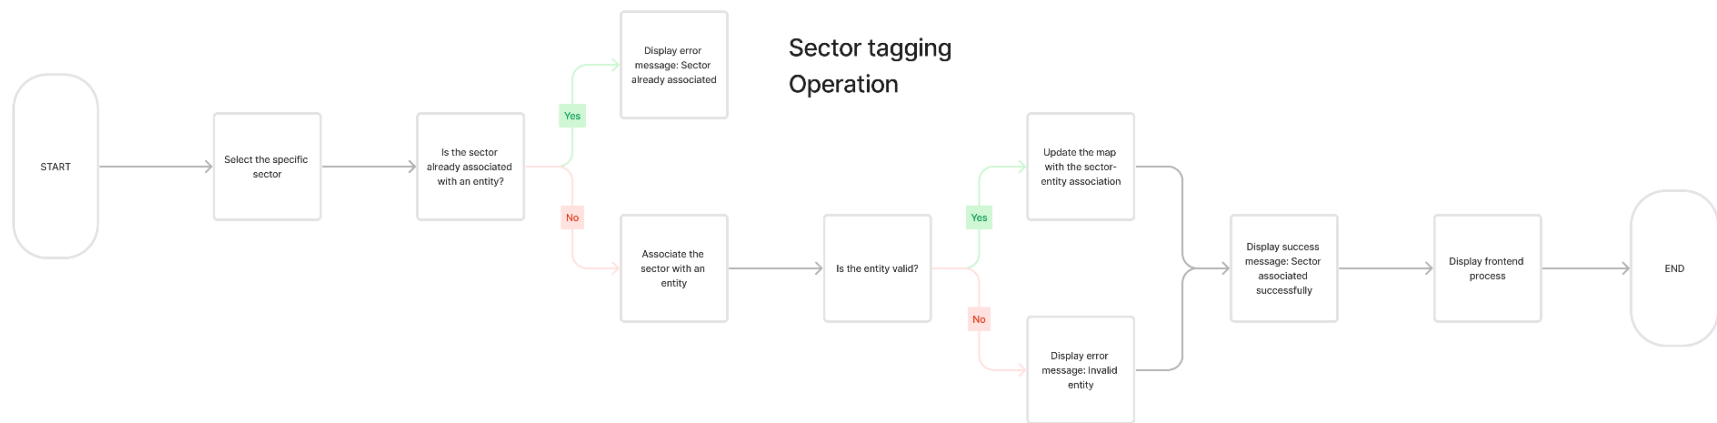 Sector tagging
Operation
START
Select the specific
sector
Is the sector
already associated
with an entity?
Yes
Display error
message: Sector
already associated
No
Associate the
sector with an
entity
Is the entity valid?
Yes
Update the map
with the sector-
entity association
No
Display error
message: Invalid
entity
Display success
message: Sector
associated
successfully
Display frontend
process
END